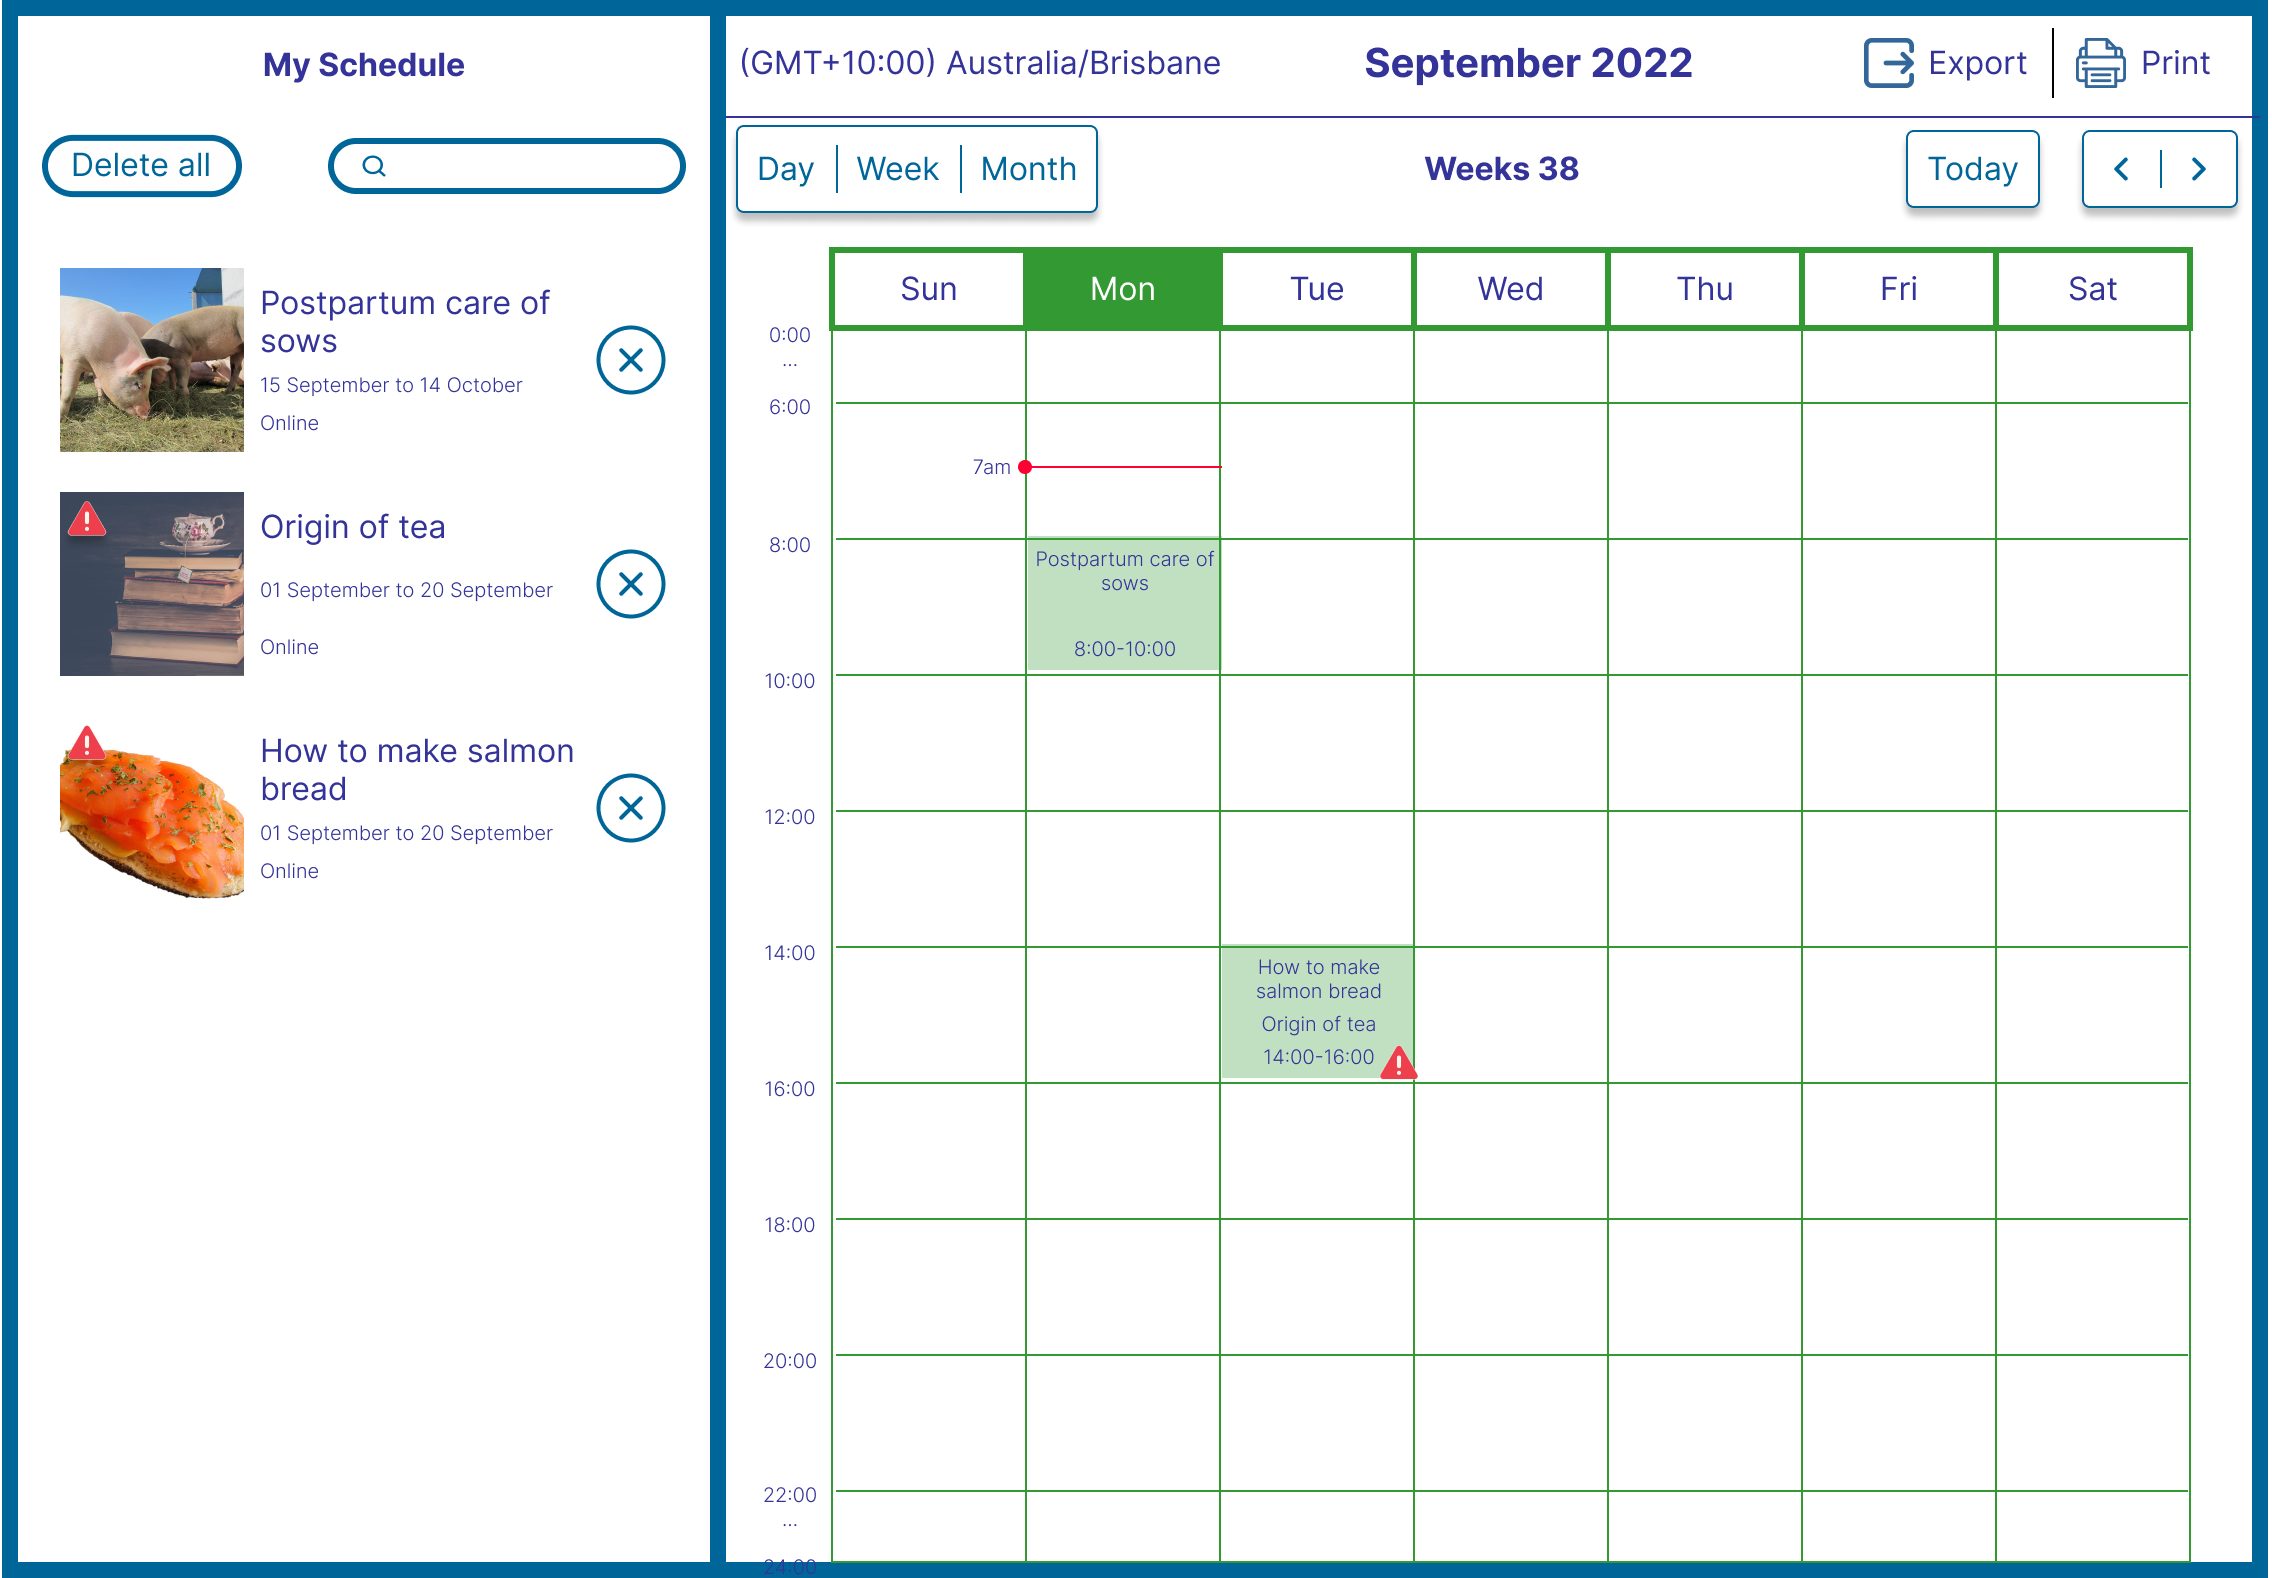 My Schedule
Delete all
Postpartum care of
sows
15 September to 14 October
Online
Origin of tea
01 September to 20 September
Online
How to make salmon
bread
01 September to 20 September
Online
(GMT+10:00) Australia/Brisbane
September 2022
Export
Print
Day
Week
Month
Weeks 38
Today
Sun
Mon
Tue
Wed
Thu
Fri
Sat
0:00
...
6:00
7am
8:00
Postpartum care of
sows
8:00-10:00
10:00
12:00
14:00
How to make
salmon bread
Origin of tea
14:00-16:00
16:00
18:00
20:00
22:00
...
24:00